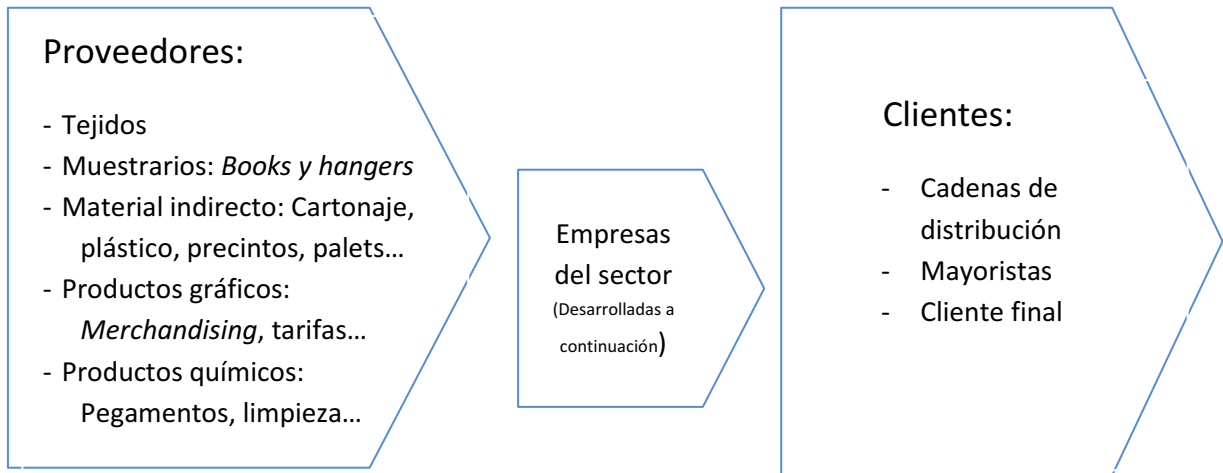 Proveedores:
- Tejidos
- Muestrarios: Books y hangers
- Material indirecto: Cartonaje,
plástico, precintos, palets…
- Productos gráficos:
Merchandising, tarifas…
- Productos químicos:
Pegamentos, limpieza…
Empresas
del sector
(Desarrolladas a
continuación)
Clientes:
- Cadenas de
distribución
- Mayoristas
- Cliente final